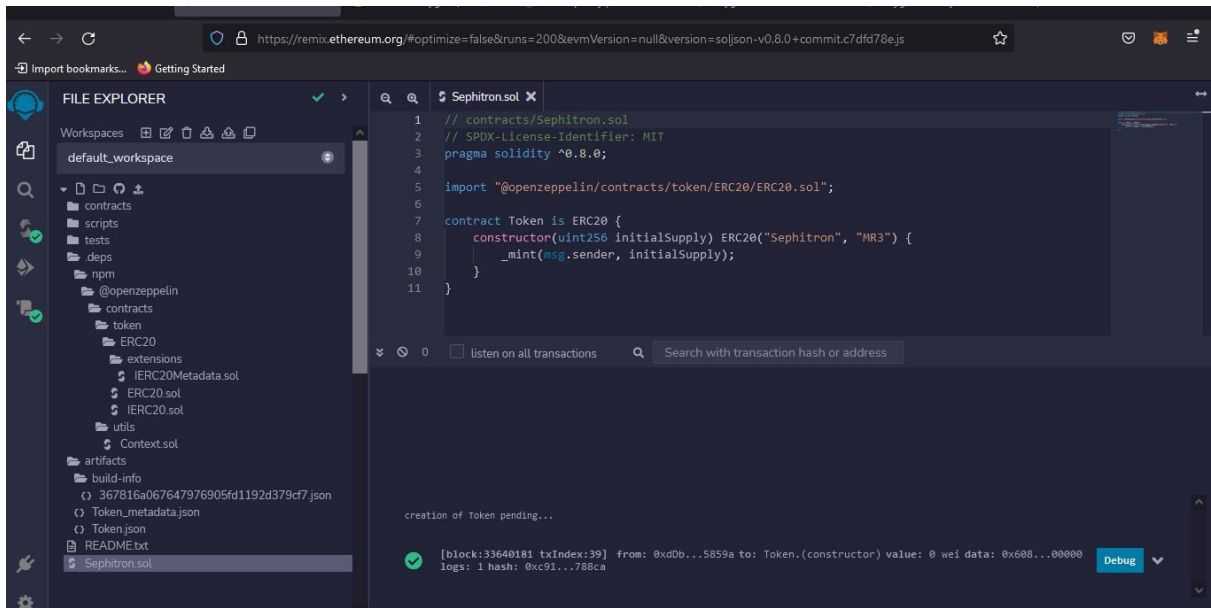 https://remix.ethereum.org/#optimize=false&runs=200&evmVersion=null&version=soljson-v0.8.0+commit.c7dfd78e.js
Import bookmarks... Getting Started
FILE EXPLORER
Workspaces
default_workspace
contracts
scripts
tests
.deps
npm
@openzeppelin
contracts
token
ERC20
extensions
IERC20Metadata.sol
ERC20.sol
IERC20.sol
utils
Context.sol
artifacts
build-info
367816a067647976905fd1192d379cf7.json
Token_metadata.json
Token.json
README.txt
Sephitron.sol
Sephitron.sol
1 // contracts/Sephitron.sol
2 // SPDX-License-Identifier: MIT
3 pragma solidity ^0.8.0;
4
5 import "@openzeppelin/contracts/token/ERC20/ERC20.sol";
6
7 contract Token is ERC20 {
8 constructor(uint256 initialSupply) ERC20("Sephitron", "MR3") {
9 _mint(msg.sender, initialSupply);
10 }
11 }
0 listen on all transactions Search with transaction hash or address
creation of Token pending...
[block:33640181 txIndex:39] from: 0xdDb...5859a to: Token.(constructor) value: 0 wei data: 0x608...00000
logs: 1 hash: 0xc91...788ca
Debug